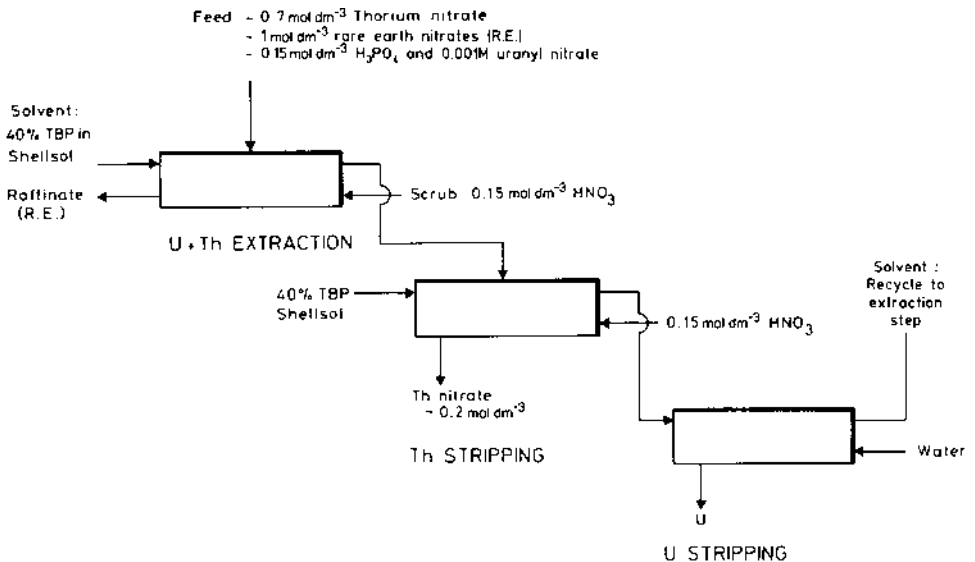 Feed - 0.7 mol dm⁻³ Thorium nitrate
- 1 mol dm⁻³ rare earth nitrates (R.E.)
- 0.15 mol dm⁻³ H₃PO₄ and 0.001M uranyl nitrate
Solvent:
40% TBP in
Shellsol
Raffinate
(R.E.)
Scrub 0.15 mol dm⁻³ HNO₃
U + Th EXTRACTION
40% TBP
Shellsol
0.15 mol dm⁻³ HNO₃
Solvent :
Recycle to
extraction
step
Th nitrate
- 0.2 mol dm⁻³
Th STRIPPING
Water
U
U STRIPPING